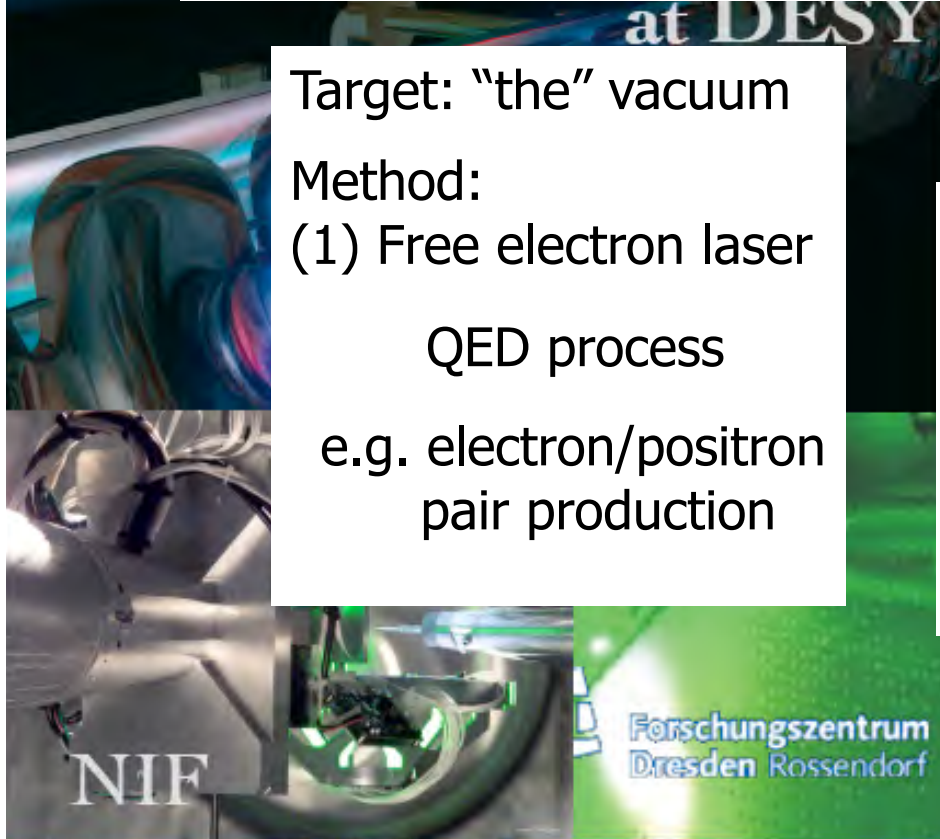 at DESY
Target: “the” vacuum
Method:
(1) Free electron laser
QED process
e.g. electron/positron
pair production
NIF
Forschungszentrum
Dresden Rossendorf